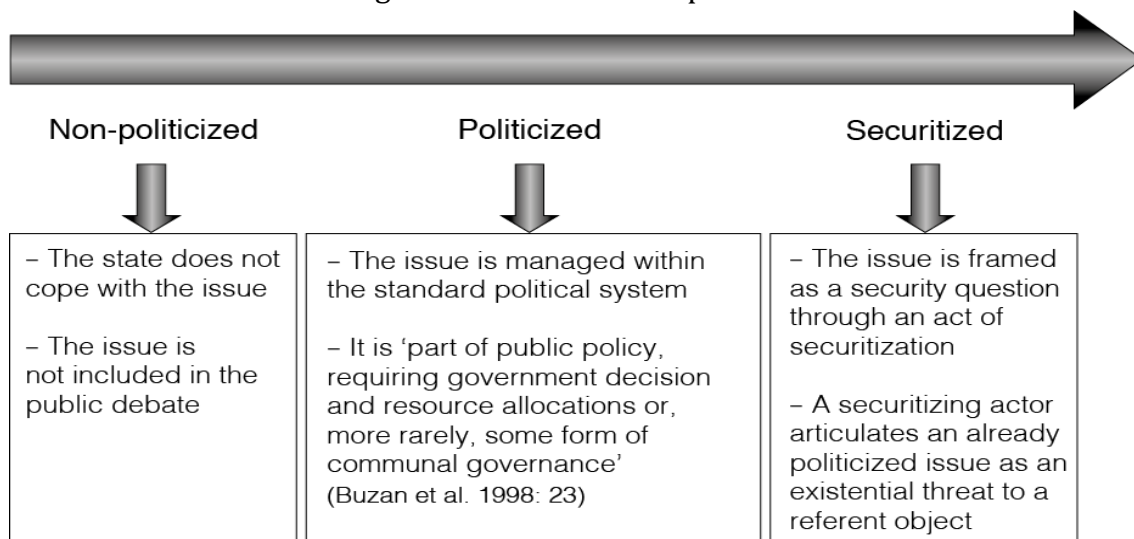 Non-politicized
Politicized
Securitized
– The state does not
cope with the issue
– The issue is
not included in the
public debate
– The issue is managed within
the standard political system
– It is ‘part of public policy,
requiring government decision
and resource allocations or,
more rarely, some form of
communal governance’
(Buzan et al. 1998: 23)
– The issue is framed
as a security question
through an act of
securitization
– A securitizing actor
articulates an already
politicized issue as an
existential threat to a
referent object